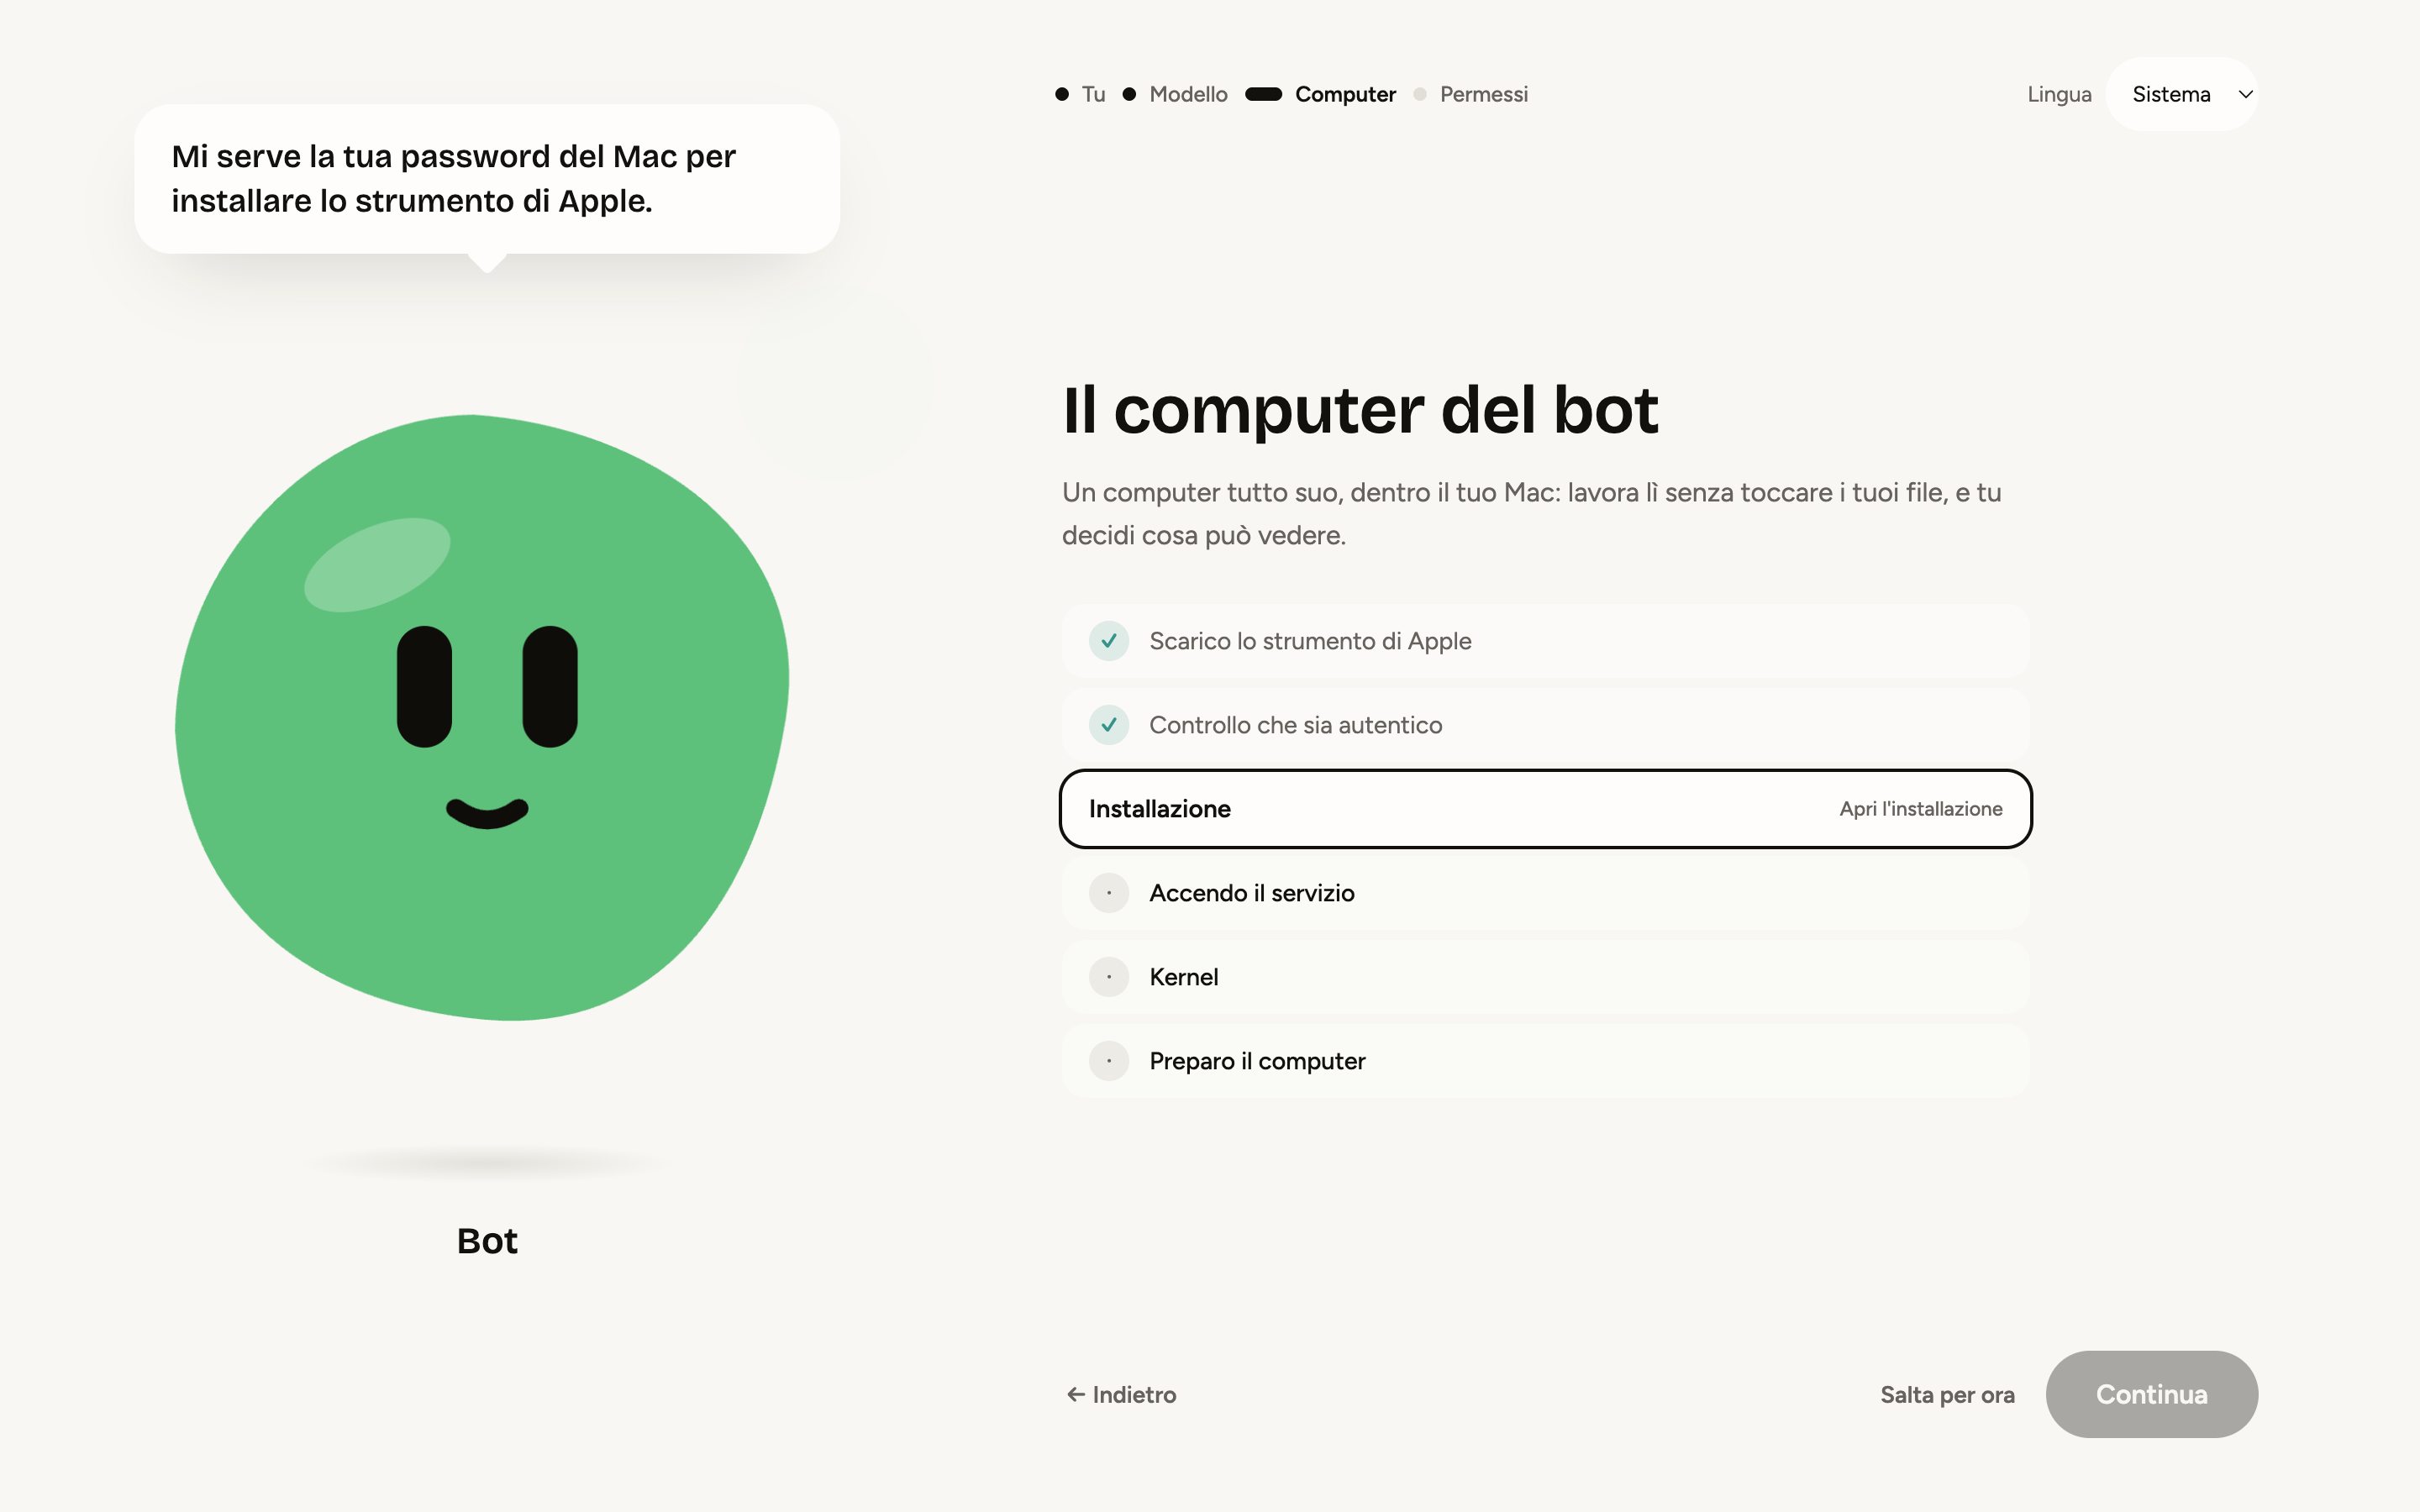 Tu
Modello
Computer
Permessi
Lingua
Sistema
Mi serve la tua password del Mac per
installare lo strumento di Apple.
Bot
Il computer del bot
Un computer tutto suo, dentro il tuo Mac: lavora lì senza toccare i tuoi file, e tu
decidi cosa può vedere.
Scarico lo strumento di Apple
Controllo che sia autentico
Installazione
Apri l'installazione
Accendo il servizio
Kernel
Preparo il computer
Indietro
Salta per ora
Continua